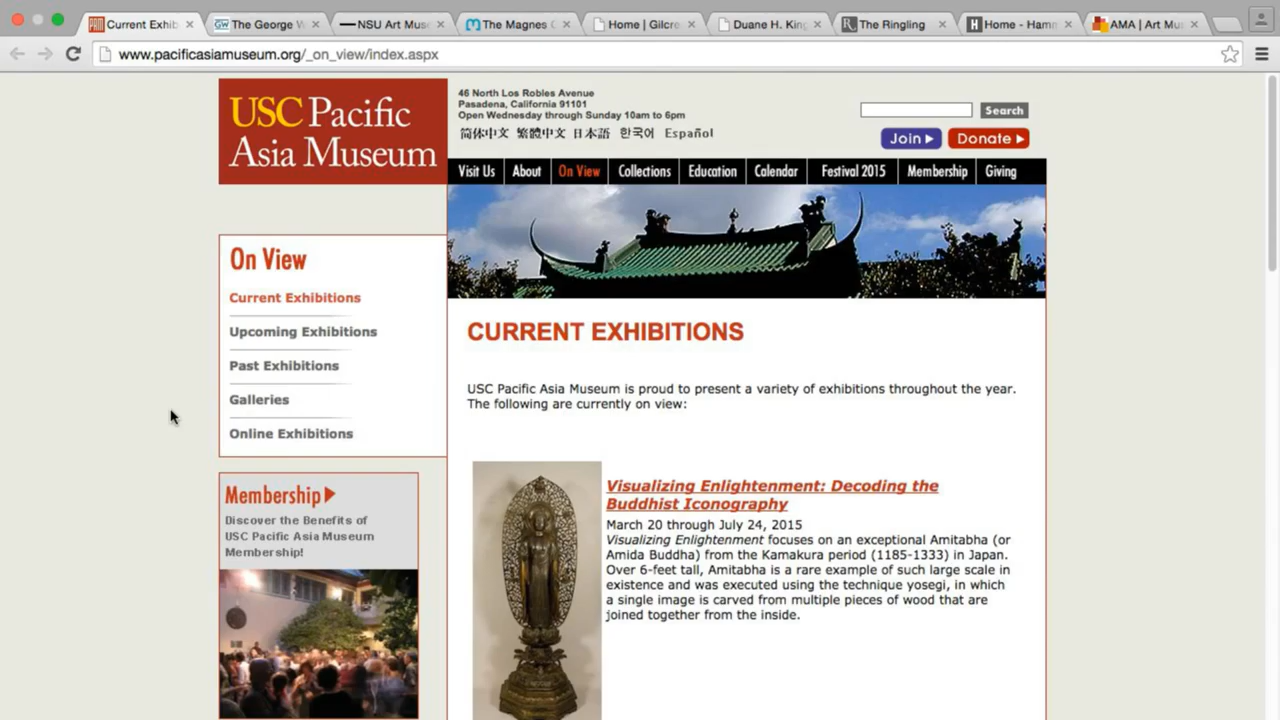 Current Exhib
The George W
NSU Art Muse
The Magnes C
Home | Gilcre
Duane H. King
The Ringling
Home - Hamm
AMA | Art Mu
www.pacificasiamuseum.org/_on_view/index.aspx
USC Pacific
Asia Museum
46 North Los Robles Avenue
Pasadena, California 91101
Open Wednesday through Sunday 10am to 6pm
简体中文 繁體中文 日本語 한국어 Español
Search
Join
Donate
Visit Us
About
On View
Collections
Education
Calendar
Festival 2015
Membership
Giving
On View
Current Exhibitions
Upcoming Exhibitions
Past Exhibitions
Galleries
Online Exhibitions
Membership
Discover the Benefits of
USC Pacific Asia Museum
Membership!
CURRENT EXHIBITIONS
USC Pacific Asia Museum is proud to present a variety of exhibitions throughout the year.
The following are currently on view:
Visualizing Enlightenment: Decoding the
Buddhist Iconography
March 20 through July 24, 2015
Visualizing Enlightenment focuses on an exceptional Amitabha (or
Amida Buddha) from the Kamakura period (1185-1333) in Japan.
Over 6-feet tall, Amitabha is a rare example of such large scale in
existence and was executed using the technique yosegi, in which
a single image is carved from multiple pieces of wood that are
joined together from the inside.